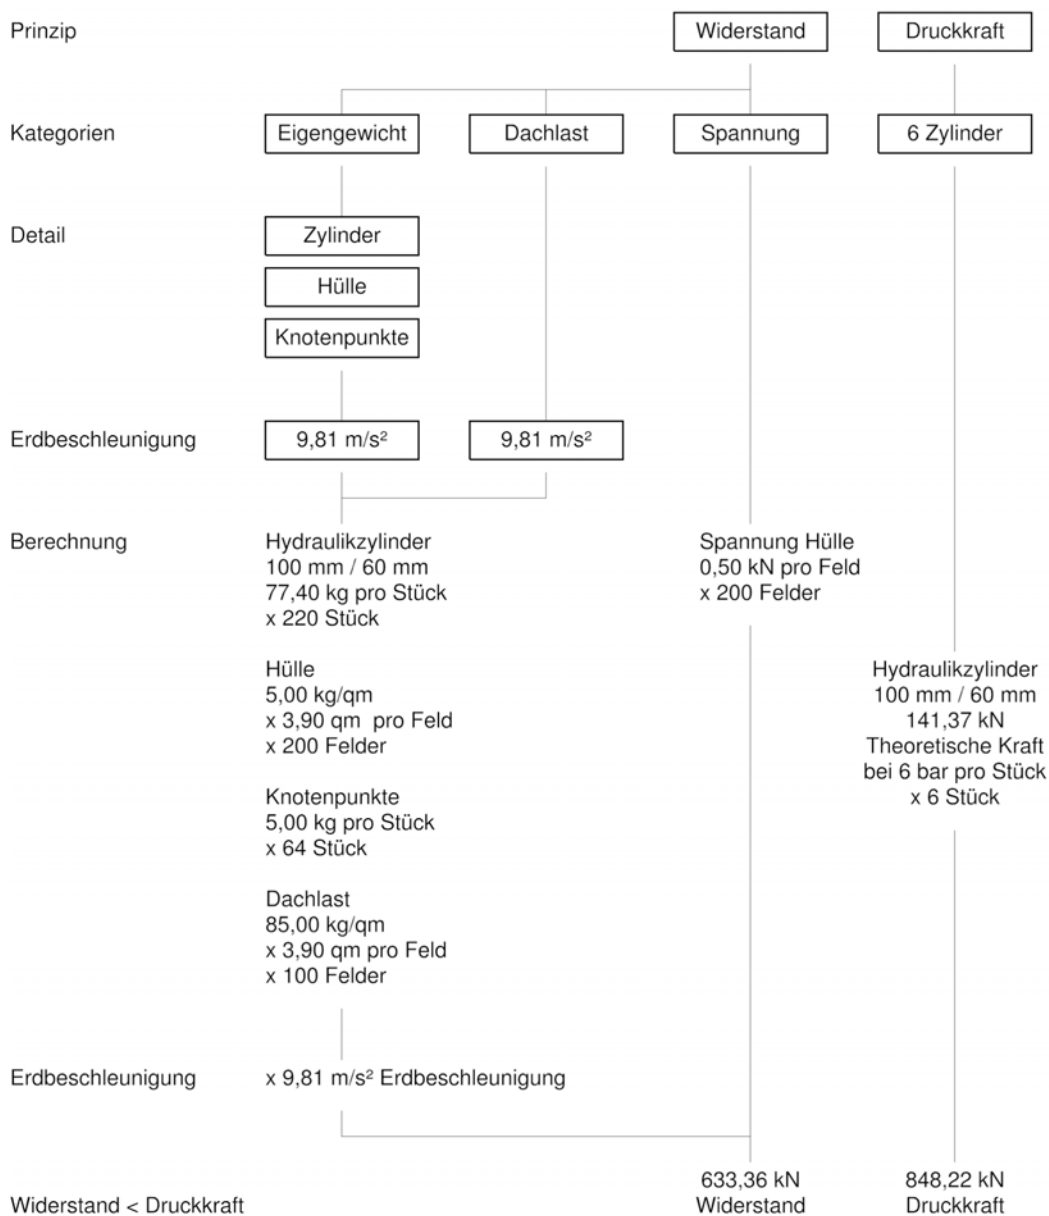 Prinzip
Widerstand
Druckkraft
Kategorien
Eigengewicht
Dachlast
Spannung
6 Zylinder
Detail
Zylinder
Hülle
Knotenpunkte
Erdbeschleunigung
9,81 m/s²
9,81 m/s²
Berechnung
Hydraulikzylinder
100 mm / 60 mm
77,40 kg pro Stück
x 220 Stück
Hülle
5,00 kg/qm
x 3,90 qm pro Feld
x 200 Felder
Knotenpunkte
5,00 kg pro Stück
x 64 Stück
Dachlast
85,00 kg/qm
x 3,90 qm pro Feld
x 100 Felder
Spannung Hülle
0,50 kN pro Feld
x 200 Felder
Hydraulikzylinder
100 mm / 60 mm
141,37 kN
Theoretische Kraft
bei 6 bar pro Stück
x 6 Stück
Erdbeschleunigung
x 9,81 m/s² Erdbeschleunigung
633,36 kN
Widerstand
848,22 kN
Druckkraft
Widerstand < Druckkraft